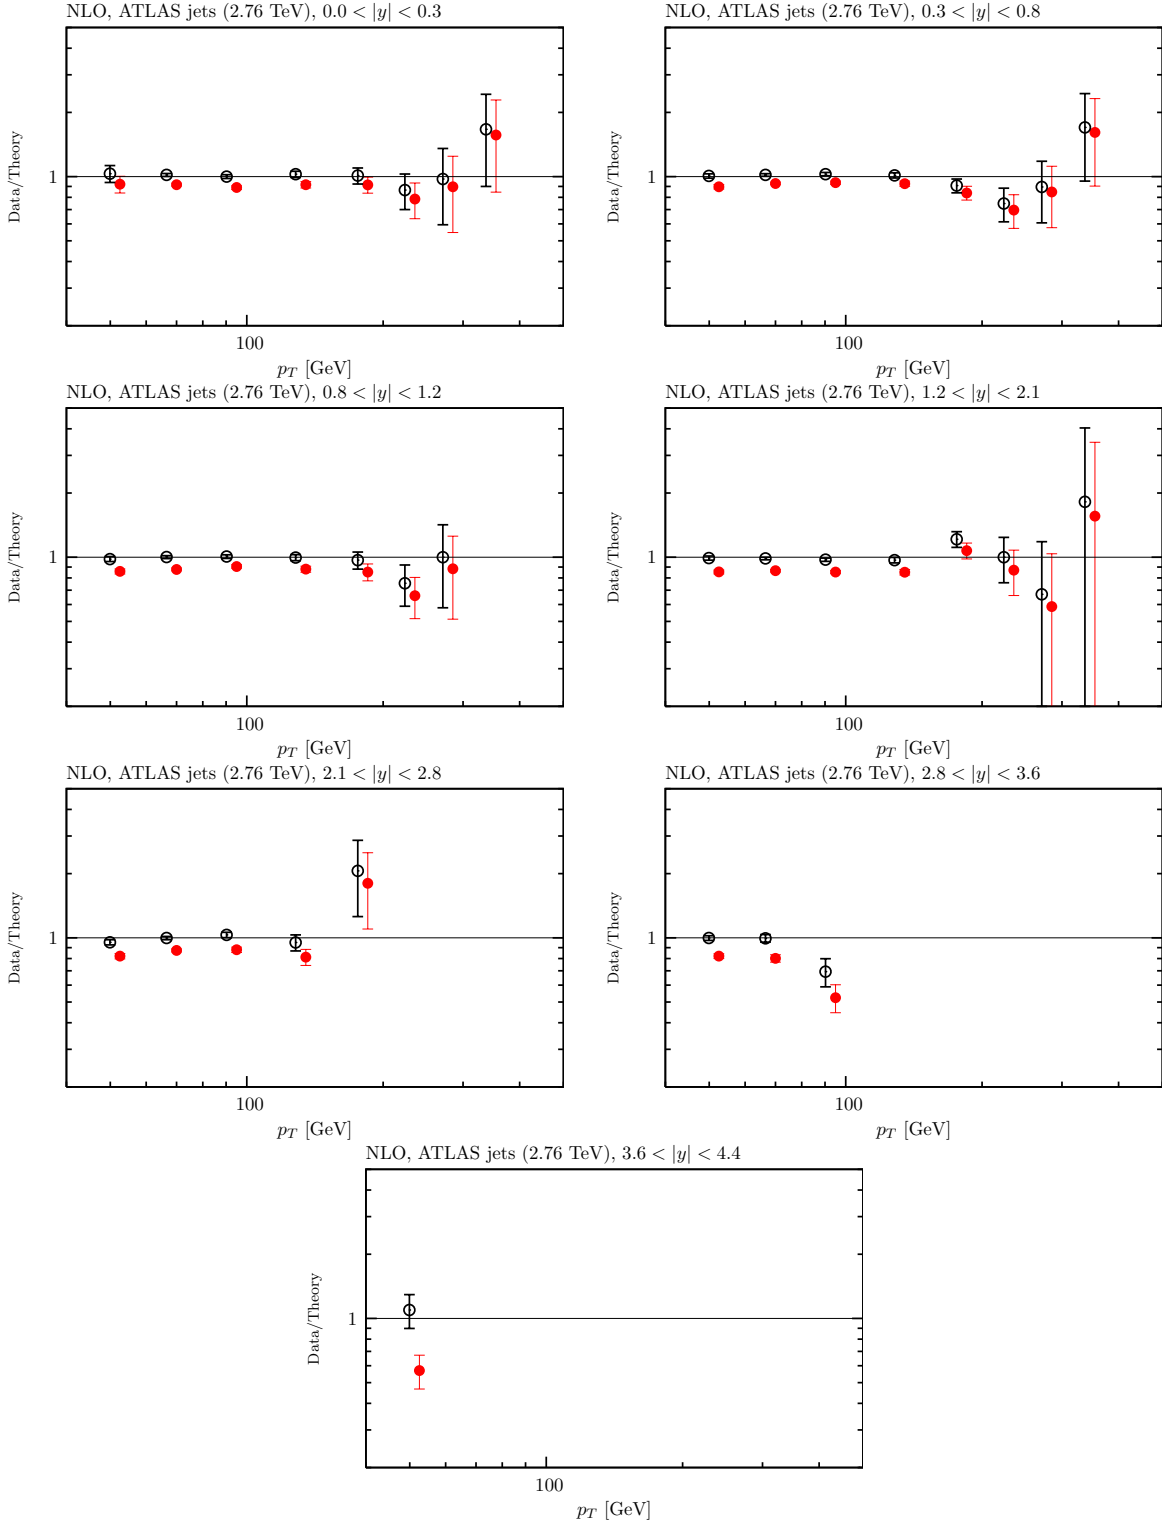 NLO, ATLAS jets (2.76 TeV), 0.0 < |y| < 0.3
Data/Theory
1
100
p_T [GeV]
NLO, ATLAS jets (2.76 TeV), 0.3 < |y| < 0.8
Data/Theory
1
100
p_T [GeV]
NLO, ATLAS jets (2.76 TeV), 0.8 < |y| < 1.2
Data/Theory
1
100
p_T [GeV]
NLO, ATLAS jets (2.76 TeV), 1.2 < |y| < 2.1
Data/Theory
1
100
p_T [GeV]
NLO, ATLAS jets (2.76 TeV), 2.1 < |y| < 2.8
Data/Theory
1
100
p_T [GeV]
NLO, ATLAS jets (2.76 TeV), 2.8 < |y| < 3.6
Data/Theory
1
100
p_T [GeV]
NLO, ATLAS jets (2.76 TeV), 3.6 < |y| < 4.4
Data/Theory
1
100
p_T [GeV]